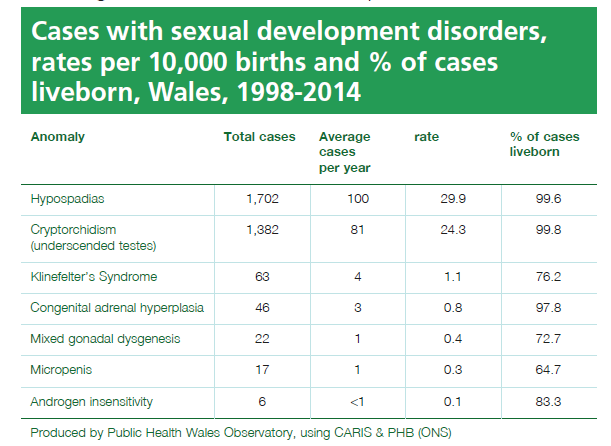 Cases with sexual development disorders,
rates per 10,000 births and % of cases
liveborn, Wales, 1998-2014
Anomaly Total cases Average cases per year rate % of cases liveborn
Hypospadias 1,702 100 29.9 99.6
Cryptorchidism (underscended testes) 1,382 81 24.3 99.8
Klinefelter's Syndrome 63 4 1.1 76.2
Congenital adrenal hyperplasia 46 3 0.8 97.8
Mixed gonadal dysgenesis 22 1 0.4 72.7
Micropenis 17 1 0.3 64.7
Androgen insensitivity 6 <1 0.1 83.3
Produced by Public Health Wales Observatory, using CARIS & PHB (ONS)